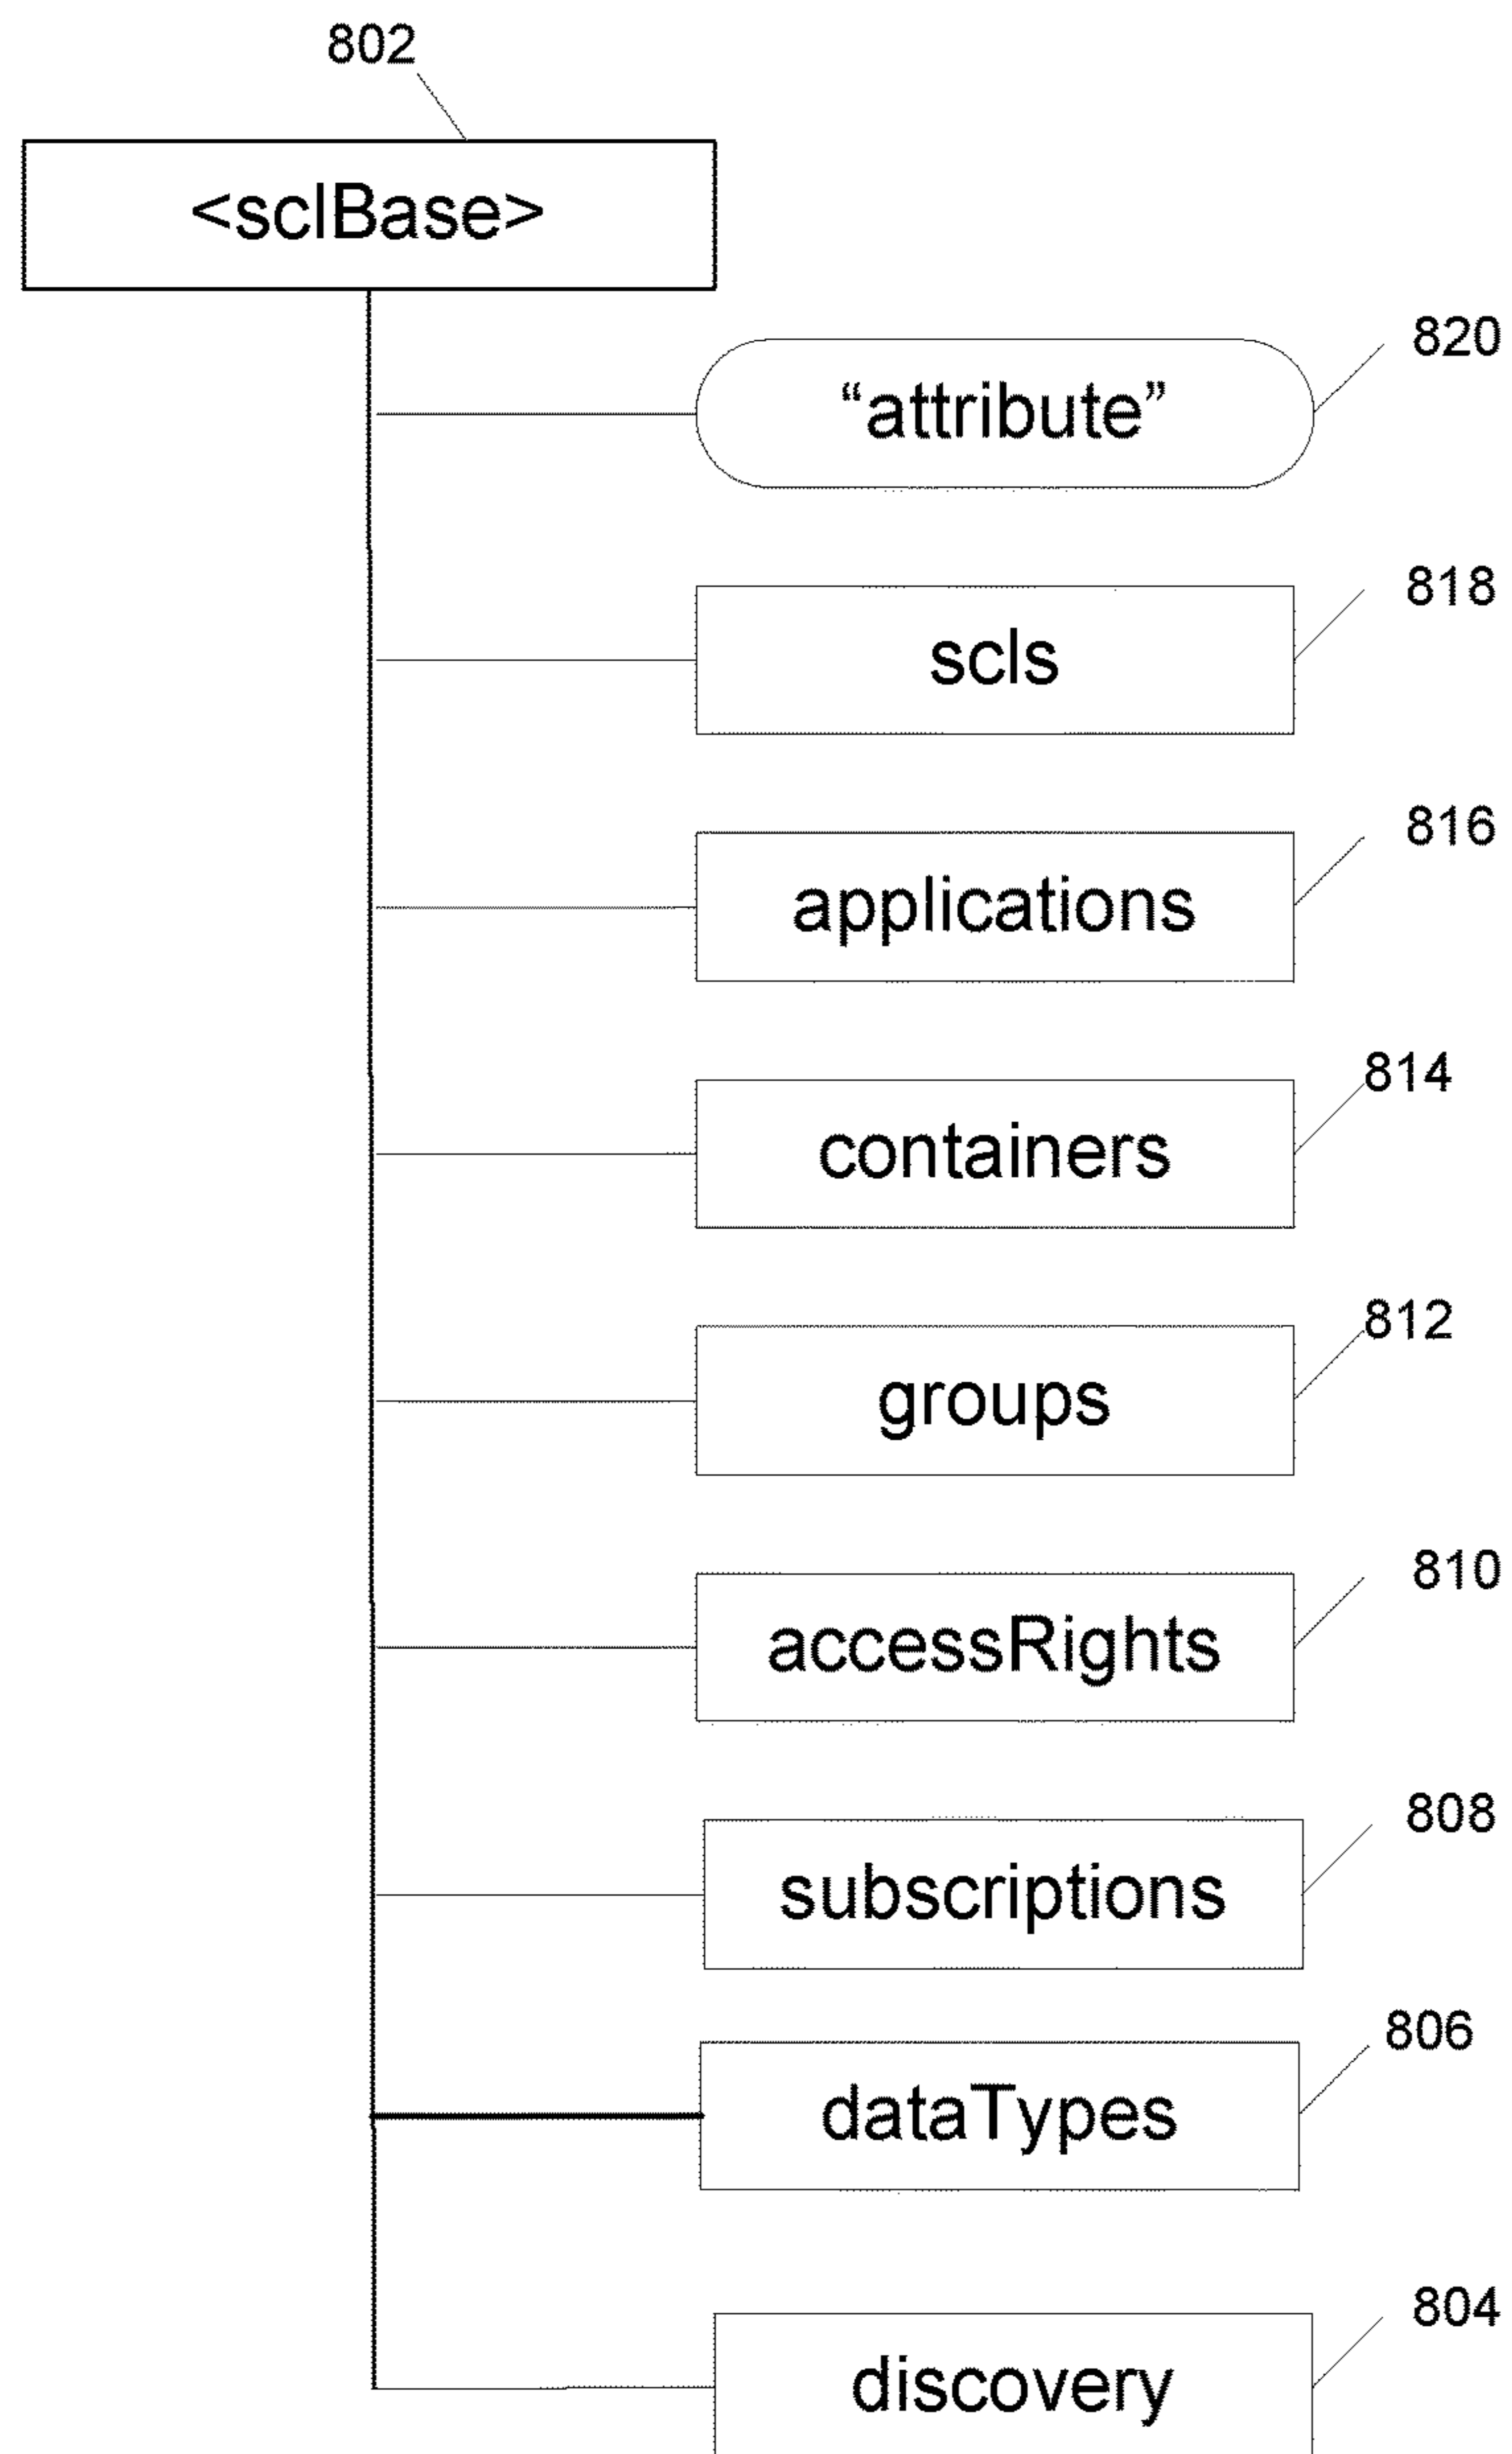 802
<sclBase>
820
“attribute”
818
scls
816
applications
814
containers
812
groups
810
accessRights
808
subscriptions
806
dataTypes
804
discovery